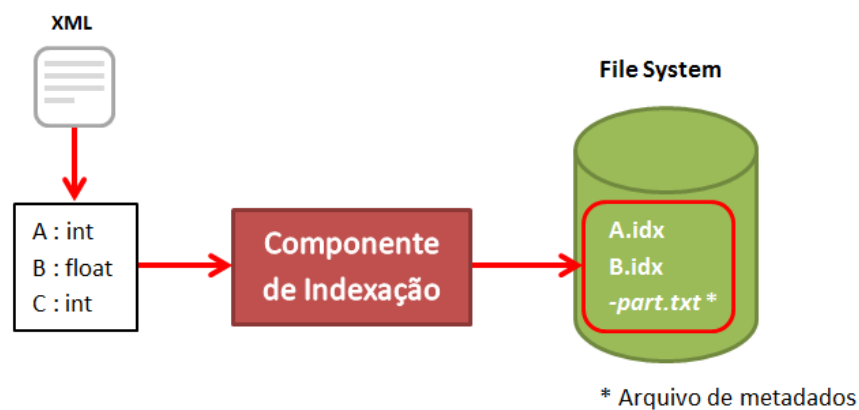 XML
File System
A : int
B : float
C : int
Componente
de Indexação
A.idx
B.idx
-part.txt *
* Arquivo de metadados